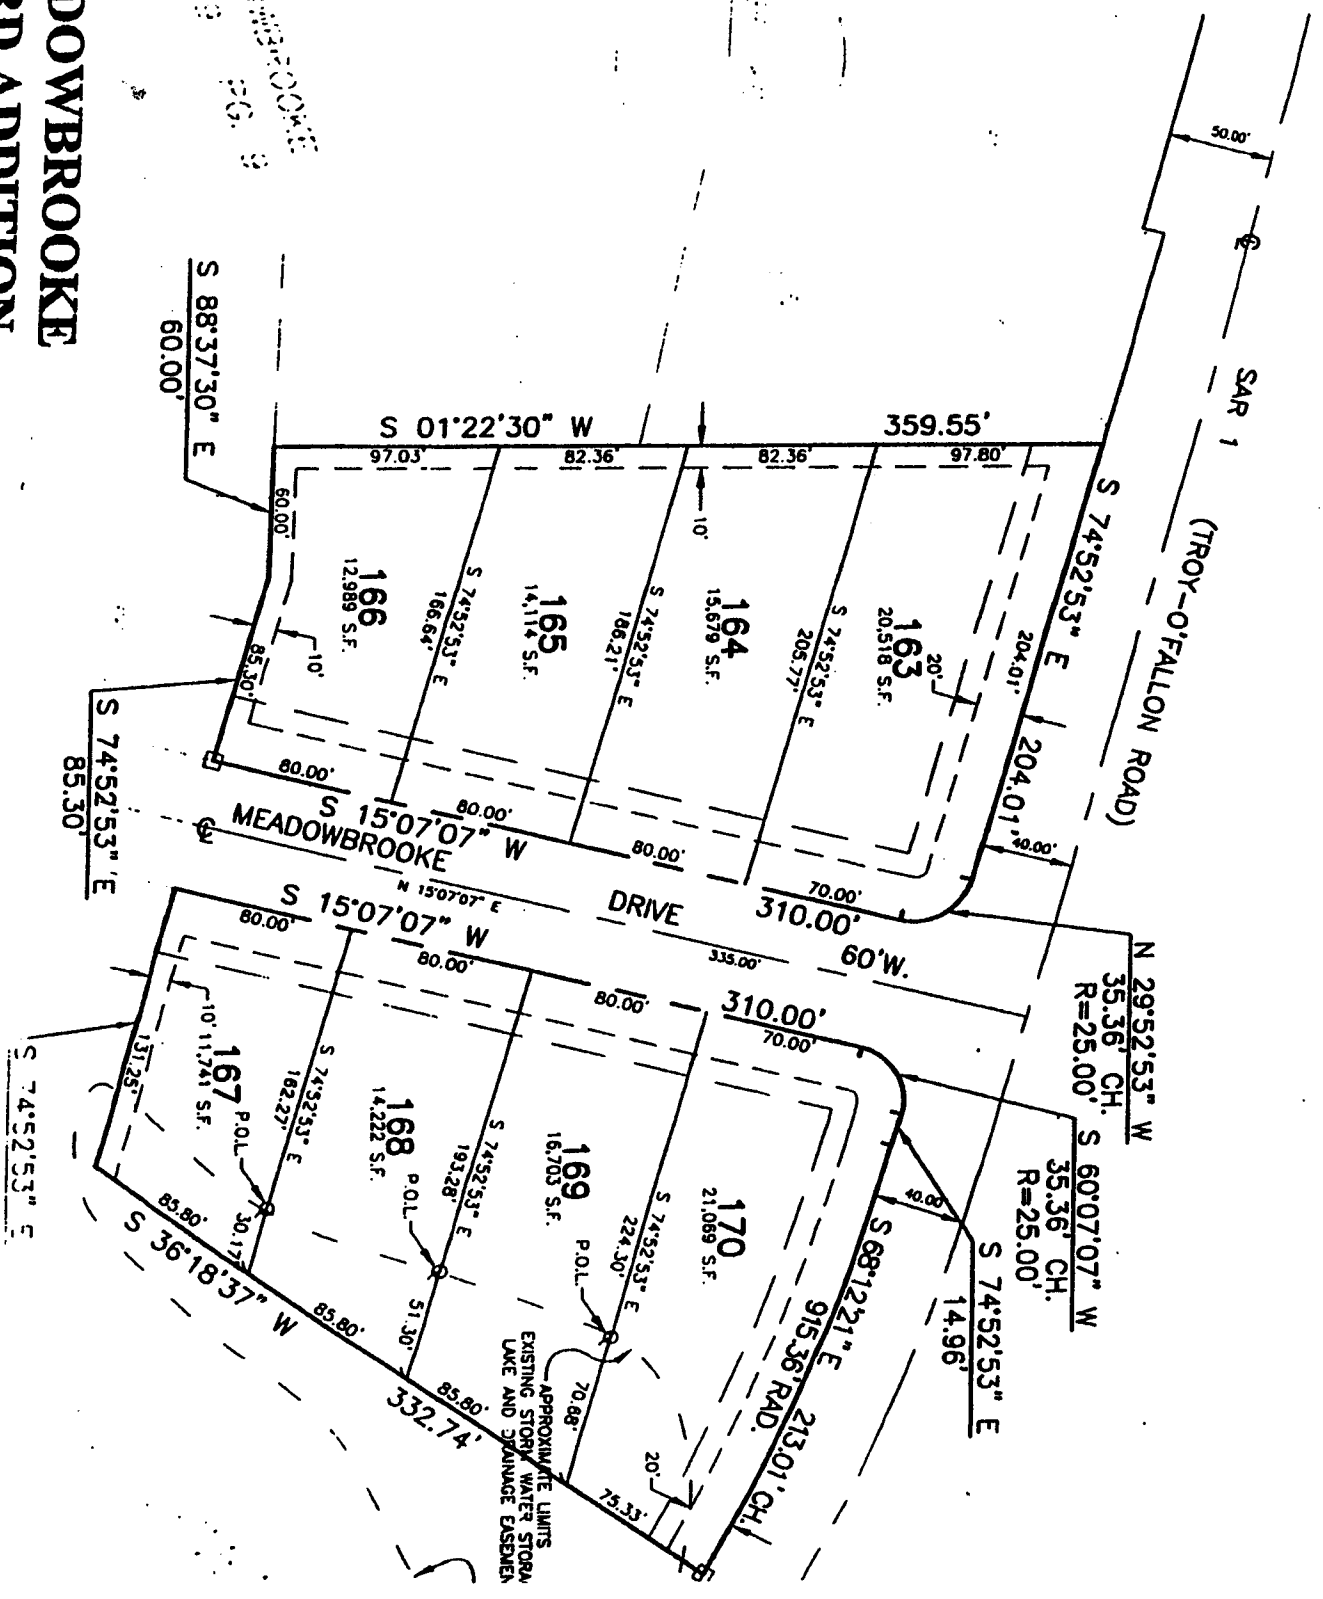 DOWBROOKE
RD ADDITION
PG. 9
50.00'
SAR 1
(TROY-O'FALLON ROAD)
S 88°37'30" E
60.00'
S 01°22'30" W
359.55'
97.03'
82.36'
82.36'
97.80'
10'
S 74°52'53" E
204.01'
204.01'
40.00'
163
20,518 S.F.
20'
S 74°52'53" E
205.77'
164
15,679 S.F.
S 74°52'53" E
186.21'
165
14,114 S.F.
S 74°52'53" E
166.64'
166
12,989 S.F.
60.00'
10'
85.30'
S 74°52'53" E
85.30'
80.00'
80.00'
80.00'
70.00'
S 15°07'07" W
310.00'
MEADOWBROOKE
DRIVE
60'W.
N 15°07'07" E
335.00'
N 29°52'53" W
35.36' CH.
R=25.00'
S 60°07'07" W
35.36' CH.
R=25.00'
S 74°52'53" E
14.96'
S 15°07'07" W
310.00'
80.00'
80.00'
80.00'
70.00'
40.00'
S 68°12'21" E
213.01' CH.
915.36' RAD.
170
21,069 S.F.
S 74°52'53" E
224.30'
P.O.L.
70.68'
169
16,703 S.F.
S 74°52'53" E
193.28'
P.O.L.
51.30'
168
14,222 S.F.
S 74°52'53" E
162.27'
P.O.L.
30.17'
167
11,741 S.F.
10'
131.25'
S 74°52'53" E
85.80'
85.80'
85.80'
75.33'
20'
S 36°18'37" W
332.74'
APPROXIMATE LIMITS
EXISTING STORM WATER STORA
LAKE AND DRAINAGE EASEMEN